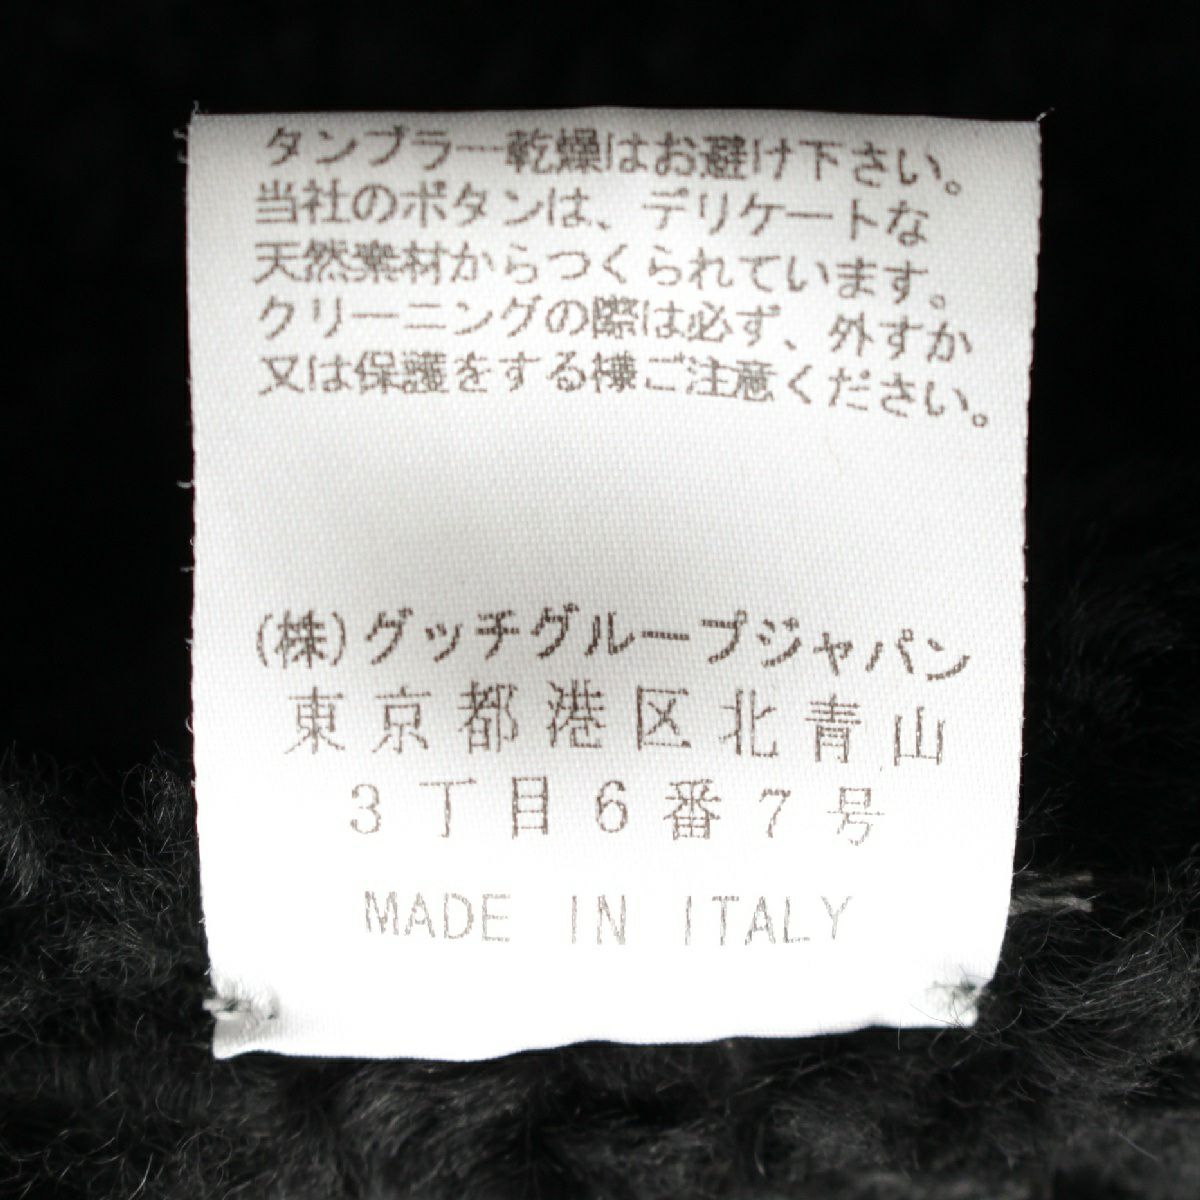 タンブラー乾燥はお避け下さい。
当社のボタンは、デリケートな
天然素材からつくられています。
クリーニングの際は必ず、外すか
又は保護をする様ご注意ください。
(株)グッチグループジャパン
東京都港区北青山
3丁目6番7号
MADE IN ITALY